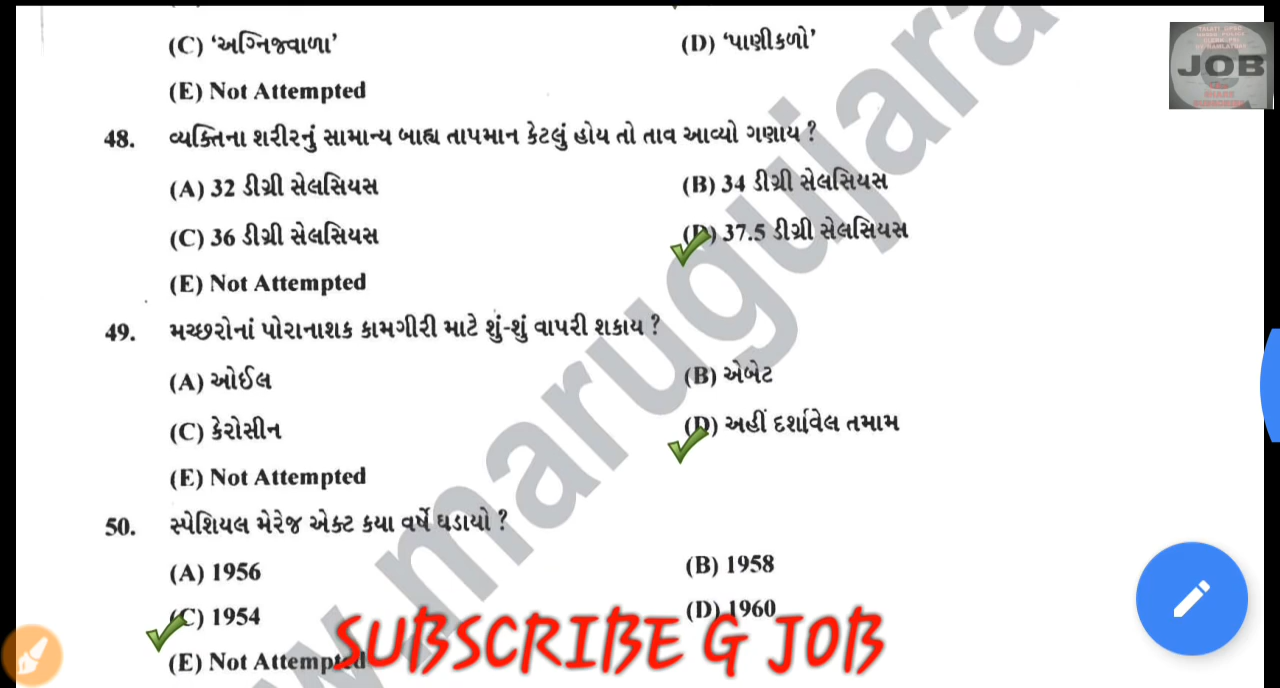 (C) ‘અગ્નિજ્વાળા’
(D) ‘પાણીકળો’
(E) Not Attempted
48. વ્યક્તિના શરીરનું સામાન્ય બાહ્ય તાપમાન કેટલું હોય તો તાવ આવ્યો ગણાય ?
(A) 32 ડીગ્રી સેલસિયસ
(B) 34 ડીગ્રી સેલસિયસ
(C) 36 ડીગ્રી સેલસિયસ
(D) 37.5 ડીગ્રી સેલસિયસ
(E) Not Attempted
49. મચ્છરોનાં પોરાનાશક કામગીરી માટે શું-શું વાપરી શકાય ?
(A) ઓઈલ
(B) એબેટ
(C) કેરોસીન
(D) અહીં દર્શાવેલ તમામ
(E) Not Attempted
50. સ્પેશિયલ મેરેજ એક્ટ કયા વર્ષે ઘડાયો ?
(A) 1956
(B) 1958
(C) 1954
(D) 1960
(E) Not Attempted
SUBSCRIBE G JOB
w.marugujara
JOB